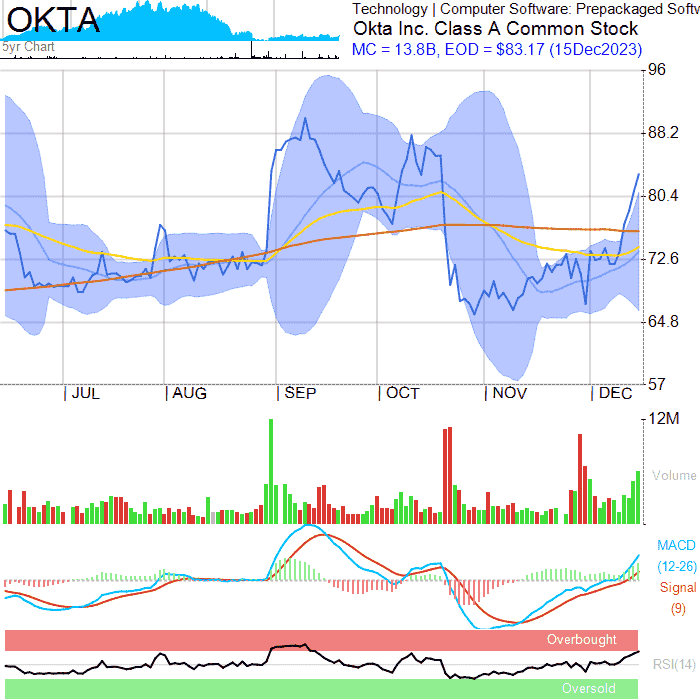 OKTA
Technology | Computer Software: Prepackaged Softw
Okta Inc. Class A Common Stock
5yr Chart
MC = 13.8B, EOD = $83.17 (15Dec2023)
96
88.2
80.4
72.6
64.8
57
| JUL | AUG | SEP | OCT | NOV | DEC
12M
Volume
MACD
(12-26)
Signal
(9)
Overbought
RSI(14)
Oversold